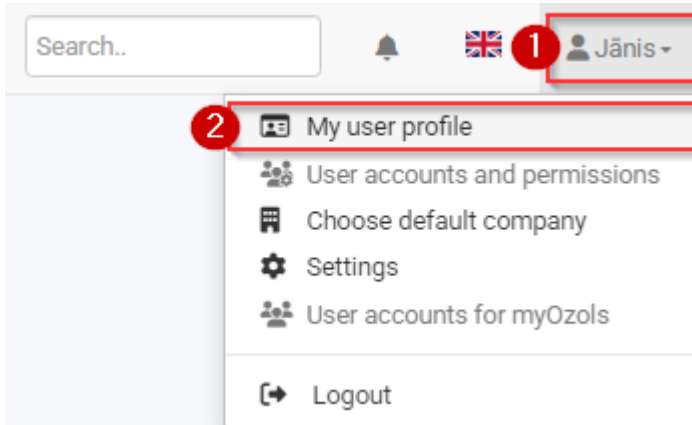 Search..
1
Jānis
2
My user profile
User accounts and permissions
Choose default company
Settings
User accounts for myOzols
Logout